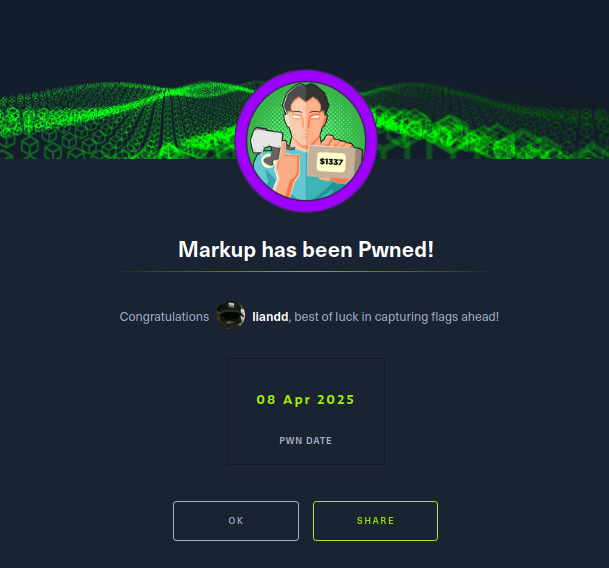 $1337
Markup has been Pwned!
Congratulations liandd, best of luck in capturing flags ahead!
08 Apr 2025
PWN DATE
OK
SHARE